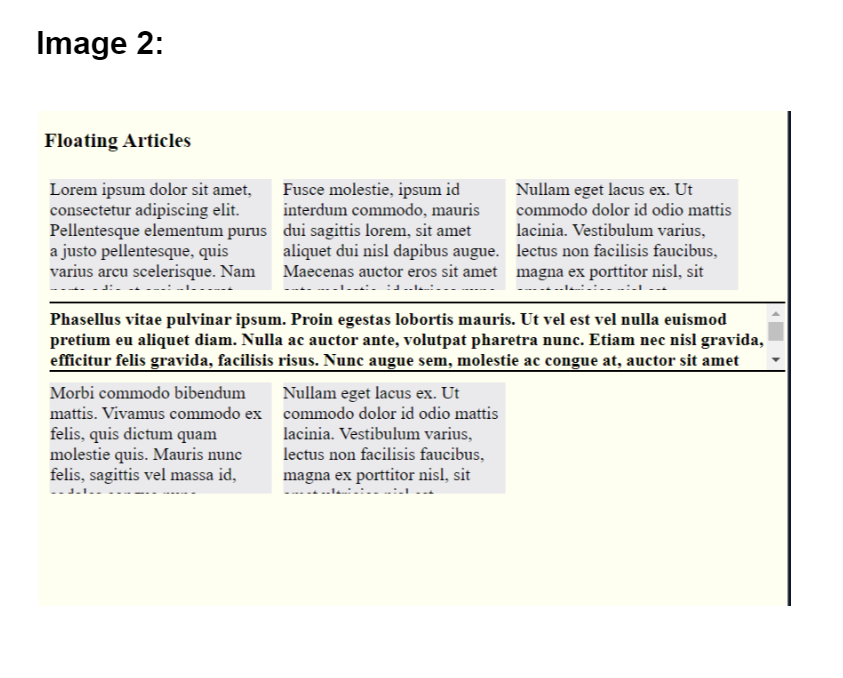 Image 2:
Floating Articles
Lorem ipsum dolor sit amet,
consectetur adipiscing elit.
Pellentesque elementum purus
a justo pellentesque, quis
varius arcu scelerisque. Nam
Fusce molestie, ipsum id
interdum commodo, mauris
dui sagittis lorem, sit amet
aliquet dui nisl dapibus augue.
Maecenas auctor eros sit amet
Nullam eget lacus ex. Ut
commodo dolor id odio mattis
lacinia. Vestibulum varius,
lectus non facilisis faucibus,
magna ex porttitor nisl, sit
Phasellus vitae pulvinar ipsum. Proin egestas lobortis mauris. Ut vel est vel nulla euismod
pretium eu aliquet diam. Nulla ac auctor ante, volutpat pharetra nunc. Etiam nec nisl gravida,
efficitur felis gravida, facilisis risus. Nunc augue sem, molestie ac congue at, auctor sit amet
Morbi commodo bibendum
mattis. Vivamus commodo ex
felis, quis dictum quam
molestie quis. Mauris nunc
felis, sagittis vel massa id,
Nullam eget lacus ex. Ut
commodo dolor id odio mattis
lacinia. Vestibulum varius,
lectus non facilisis faucibus,
magna ex porttitor nisl, sit